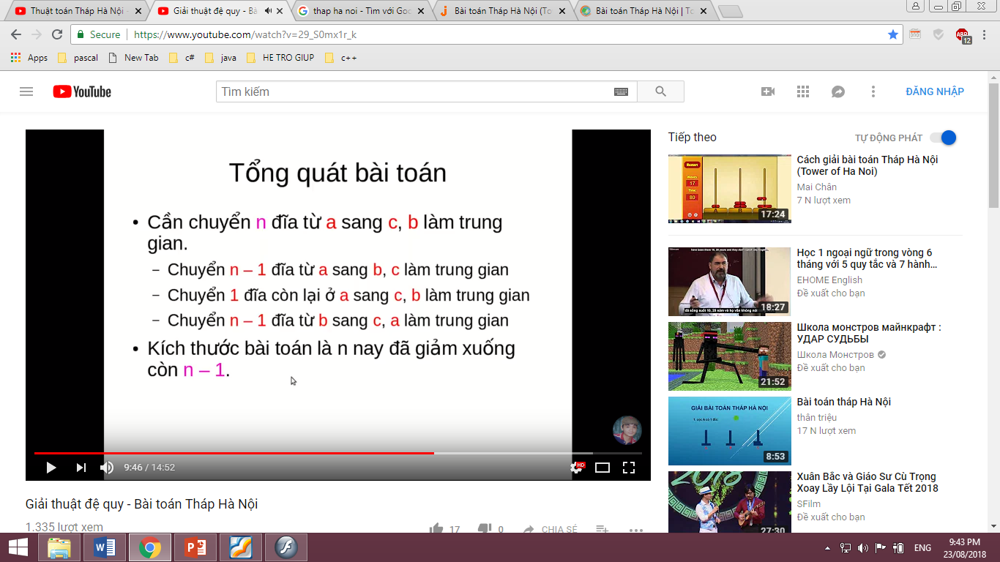 Thuật toán Tháp Hà Nội -
Giải thuật đệ quy - Bà
thap ha noi - Tìm với Goo
Bài toán Tháp Hà Nội (To
Bài toán Tháp Hà Nội | To
Secure
https://www.youtube.com/watch?v=29_S0mx1r_k
ABP
12
Apps
pascal
New Tab
c#
java
HE TRO GIUP
c++
YouTube
Tìm kiếm
ĐĂNG NHẬP
Tổng quát bài toán
• Cần chuyển n đĩa từ a sang c, b làm trung
gian.
– Chuyển n – 1 đĩa từ a sang b, c làm trung gian
– Chuyển 1 đĩa còn lại ở a sang c, b làm trung gian
– Chuyển n – 1 đĩa từ b sang c, a làm trung gian
• Kích thước bài toán là n nay đã giảm xuống
còn n – 1.
9:46 / 14:52
HD
Giải thuật đệ quy - Bài toán Tháp Hà Nội
1.335 lượt xem
17
0
CHIA SẺ
Tiếp theo
TỰ ĐỘNG PHÁT
Restart
Moves
17
Time
80
A
B
17:24
Cách giải bài toán Tháp Hà Nội
(Tower of Ha Noi)
Mai Chân
7 N lượt xem
18:27
Học 1 ngoại ngữ trong vòng 6
tháng với 5 quy tắc và 7 hành...
EHOME English
Đề xuất cho bạn
21:52
Школа монстров майнкрафт :
УДАР СУДЬБЫ
Школа Монстров
Đề xuất cho bạn
GIẢI BÀI TOÁN THÁP HÀ NỘI
8:53
Bài toán tháp Hà Nội
thân triệu
17 N lượt xem
2018
27:30
Xuân Bắc và Giáo Sư Cù Trọng
Xoay Lầy Lội Tại Gala Tết 2018
SFilm
Đề xuất cho bạn
ENG
9:43 PM
23/08/2018